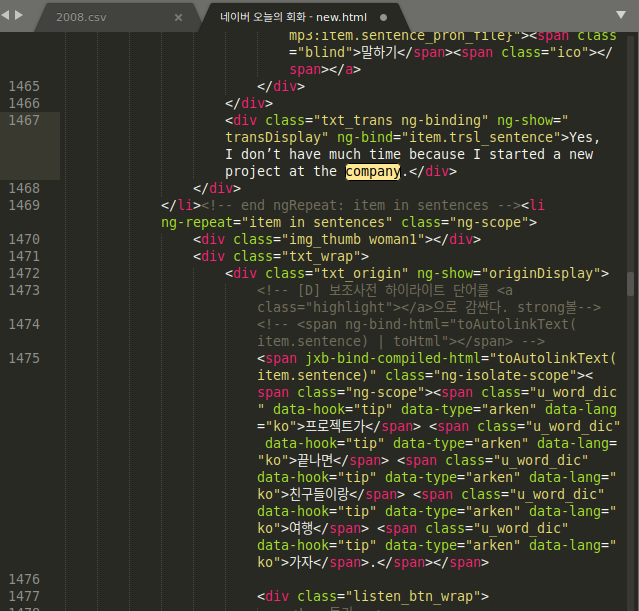 2008.csv
네이버 오늘의 회화 - new.html
mp3:item.sentence_pron_file}"><span class
="blind">말하기</span><span class="ico"></
span></a>
1465 </div>
1466 </div>
1467 <div class="txt_trans ng-binding" ng-show="
transDisplay" ng-bind="item.trsl_sentence">Yes,
I don't have much time because I started a new
project at the company.</div>
1468 </div>
1469 </li><!-- end ngRepeat: item in sentences --><li
ng-repeat="item in sentences" class="ng-scope">
1470 <div class="img_thumb woman1"></div>
1471 <div class="txt_wrap">
1472 <div class="txt_origin" ng-show="originDisplay">
1473 <!-- [D] 보조사전 하이라이트 단어를 <a
class="highlight"></a>으로 감싼다. strong볼-->
1474 <!-- <span ng-bind-html="toAutolinkText(
item.sentence) | toHtml"></span> -->
1475 <span jxb-bind-compiled-html="toAutolinkText(
item.sentence)" class="ng-isolate-scope"><
span class="ng-scope"><span class="u_word_dic
" data-hook="tip" data-type="arken" data-lang
="ko">프로젝트가</span> <span class="u_word_dic"
data-hook="tip" data-type="arken" data-lang=
"ko">끝나면</span> <span class="u_word_dic"
data-hook="tip" data-type="arken" data-lang="
ko">친구들이랑</span> <span class="u_word_dic"
data-hook="tip" data-type="arken" data-lang="
ko">여행</span> <span class="u_word_dic"
data-hook="tip" data-type="arken" data-lang="
ko">가자</span>.</span></span>
1476
1477 <div class="listen_btn_wrap">